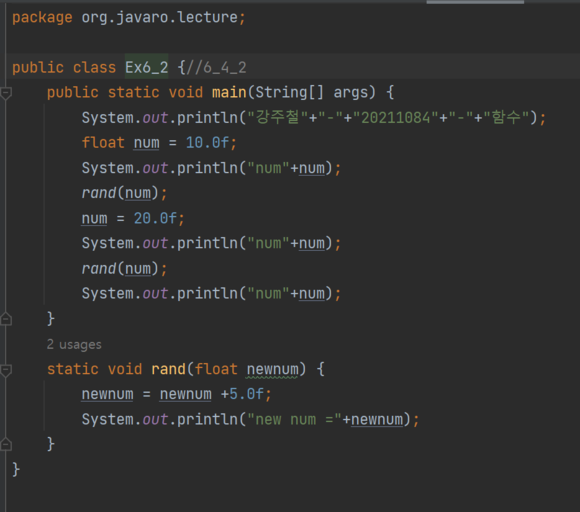 package org.javaro.lecture;
public class Ex6_2 {//6_4_2
public static void main(String[] args) {
System.out.println("강주철"+"-"+"20211084"+"-"+"함수");
float num = 10.0f;
System.out.println("num"+num);
rand(num);
num = 20.0f;
System.out.println("num"+num);
rand(num);
System.out.println("num"+num);
}
2 usages
static void rand(float newnum) {
newnum = newnum +5.0f;
System.out.println("new num ="+newnum);
}
}